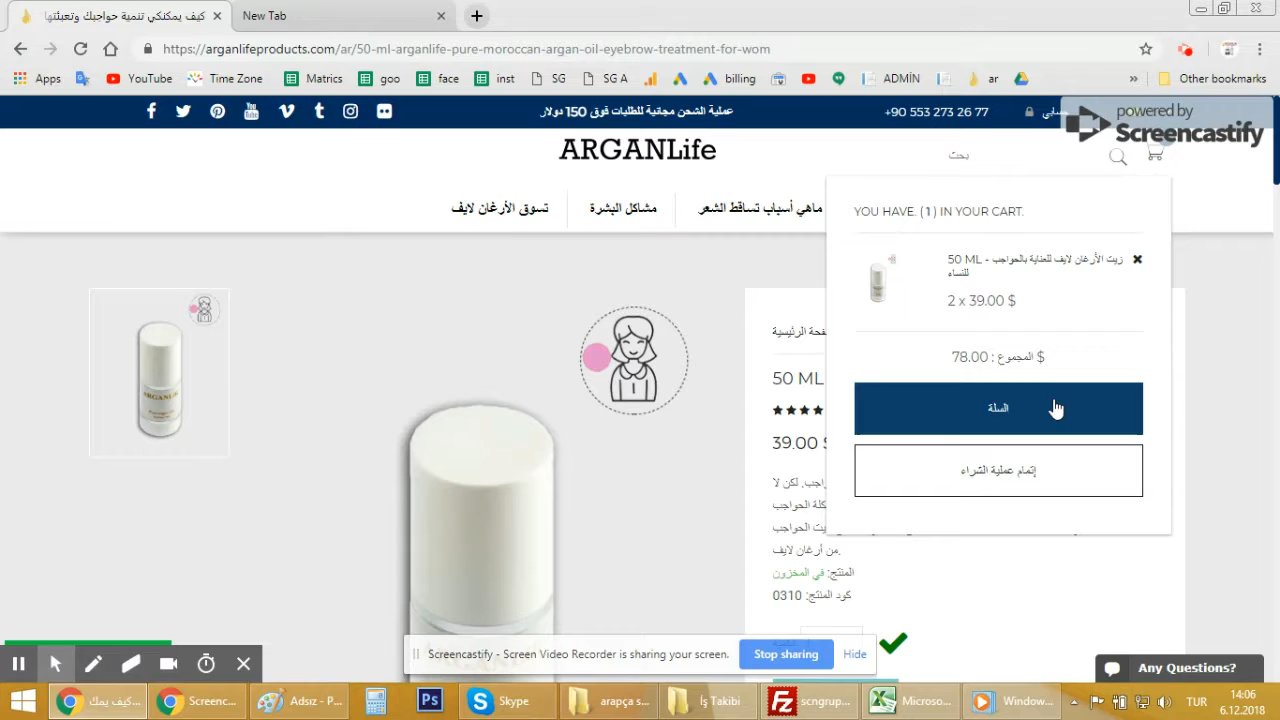 كيف يمكنكي تنمية حواجبك وتعبئتها
New Tab
https://arganlifeproducts.com/ar/50-ml-arganlife-pure-moroccan-argan-oil-eyebrow-treatment-for-wom
Apps
YouTube
Time Zone
Matrics
goo
face
inst
SG
SG A
billing
ADMİN
ar
»
Other bookmarks
عملية الشحن مجانية للطلبات فوق 150 دولار.
+90 553 273 26 77
powered by
Screencastify
ARGANLife
بحث
تسوق الأرغان لايف
مشاكل البشرة
ماهي أسباب تساقط الشعر
YOU HAVE. ( 1 ) IN YOUR CART.
50 ML - زيت الأرغان لايف للعناية بالحواجب
للنساء
2 x 39.00 $
78.00 : المجموع $
السلة
إتمام عملية الشراء
ARGANLIFE
50 ML
39.00 $
من أرغان لايف.
المنتج: في المخزون
كود المنتج: 0310
Screencastify - Screen Video Recorder is sharing your screen.
Stop sharing
Hide
Any Questions?
كيف يمك...
Screenc...
Adsız - P...
Ps
Skype
arapça s...
İş Takibi
scngrup...
Microso...
Window...
TUR
14:06
6.12.2018